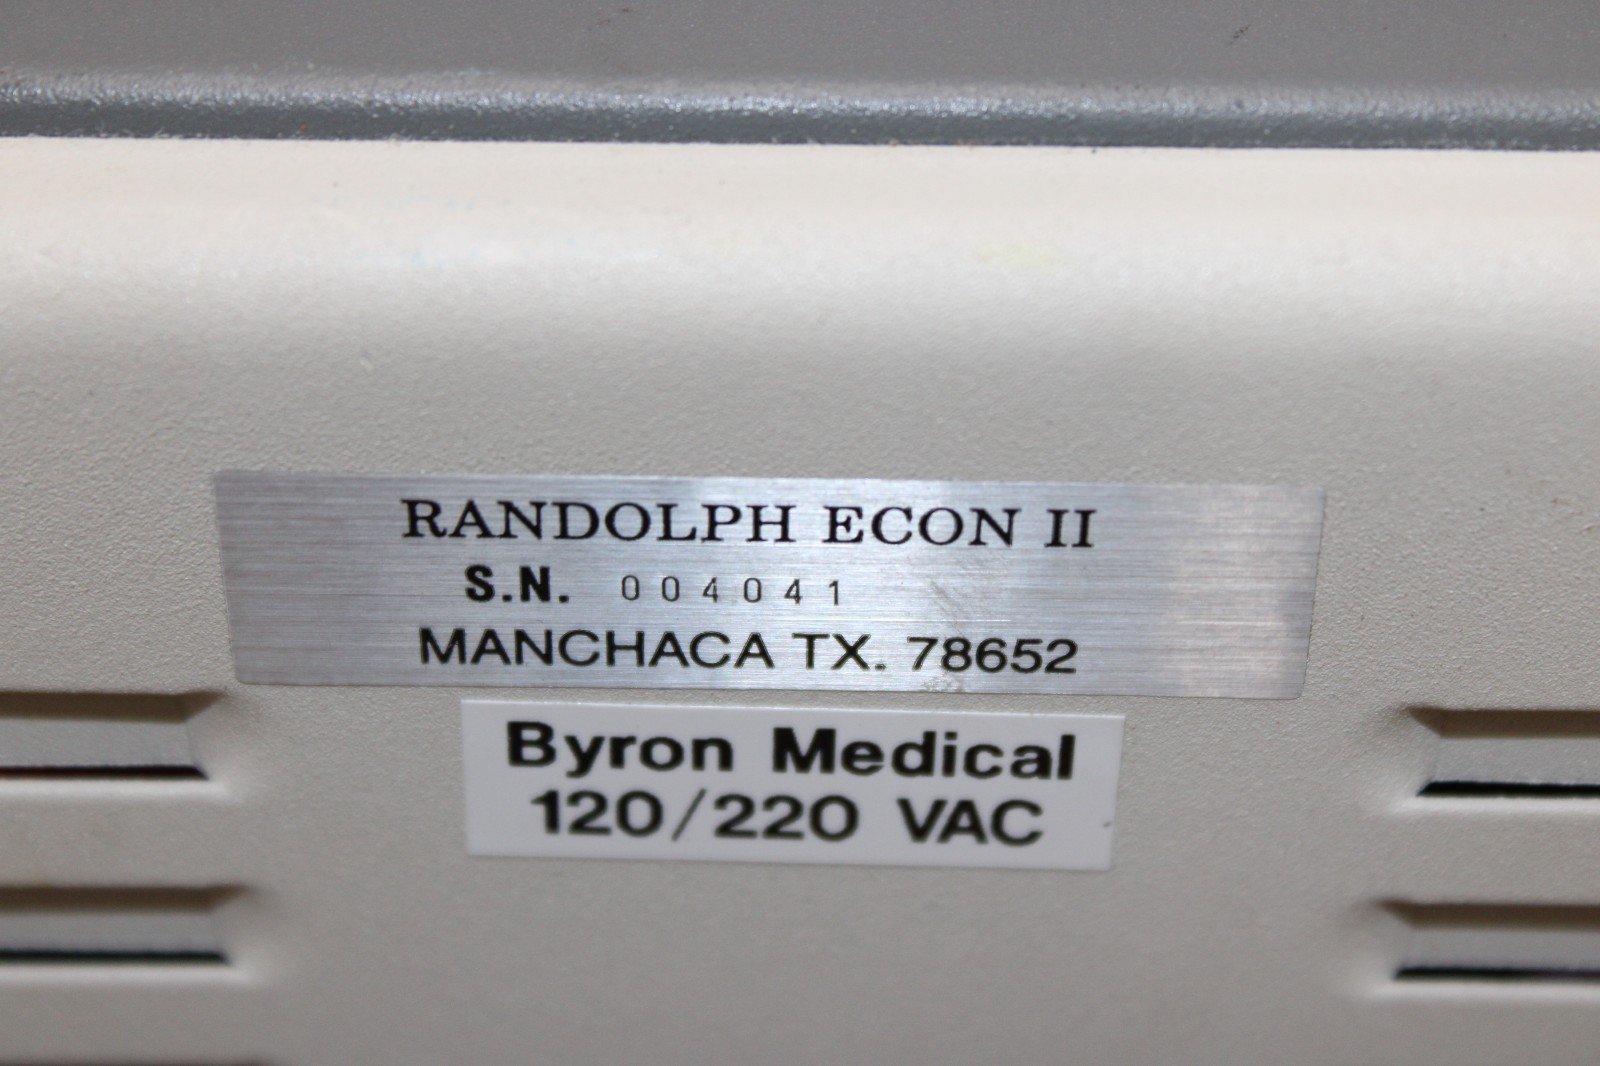 RANDOLPH ECON II
S.N. 004041
MANCHACA TX. 78652
Byron Medical
120/220 VAC